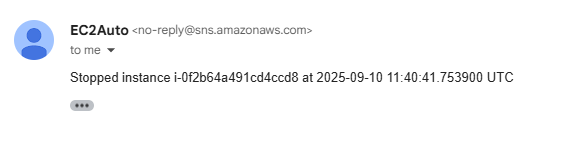 EC2Auto <no-reply@sns.amazonaws.com>
to me
Stopped instance i-0f2b64a491cd4ccd8 at 2025-09-10 11:40:41.753900 UTC